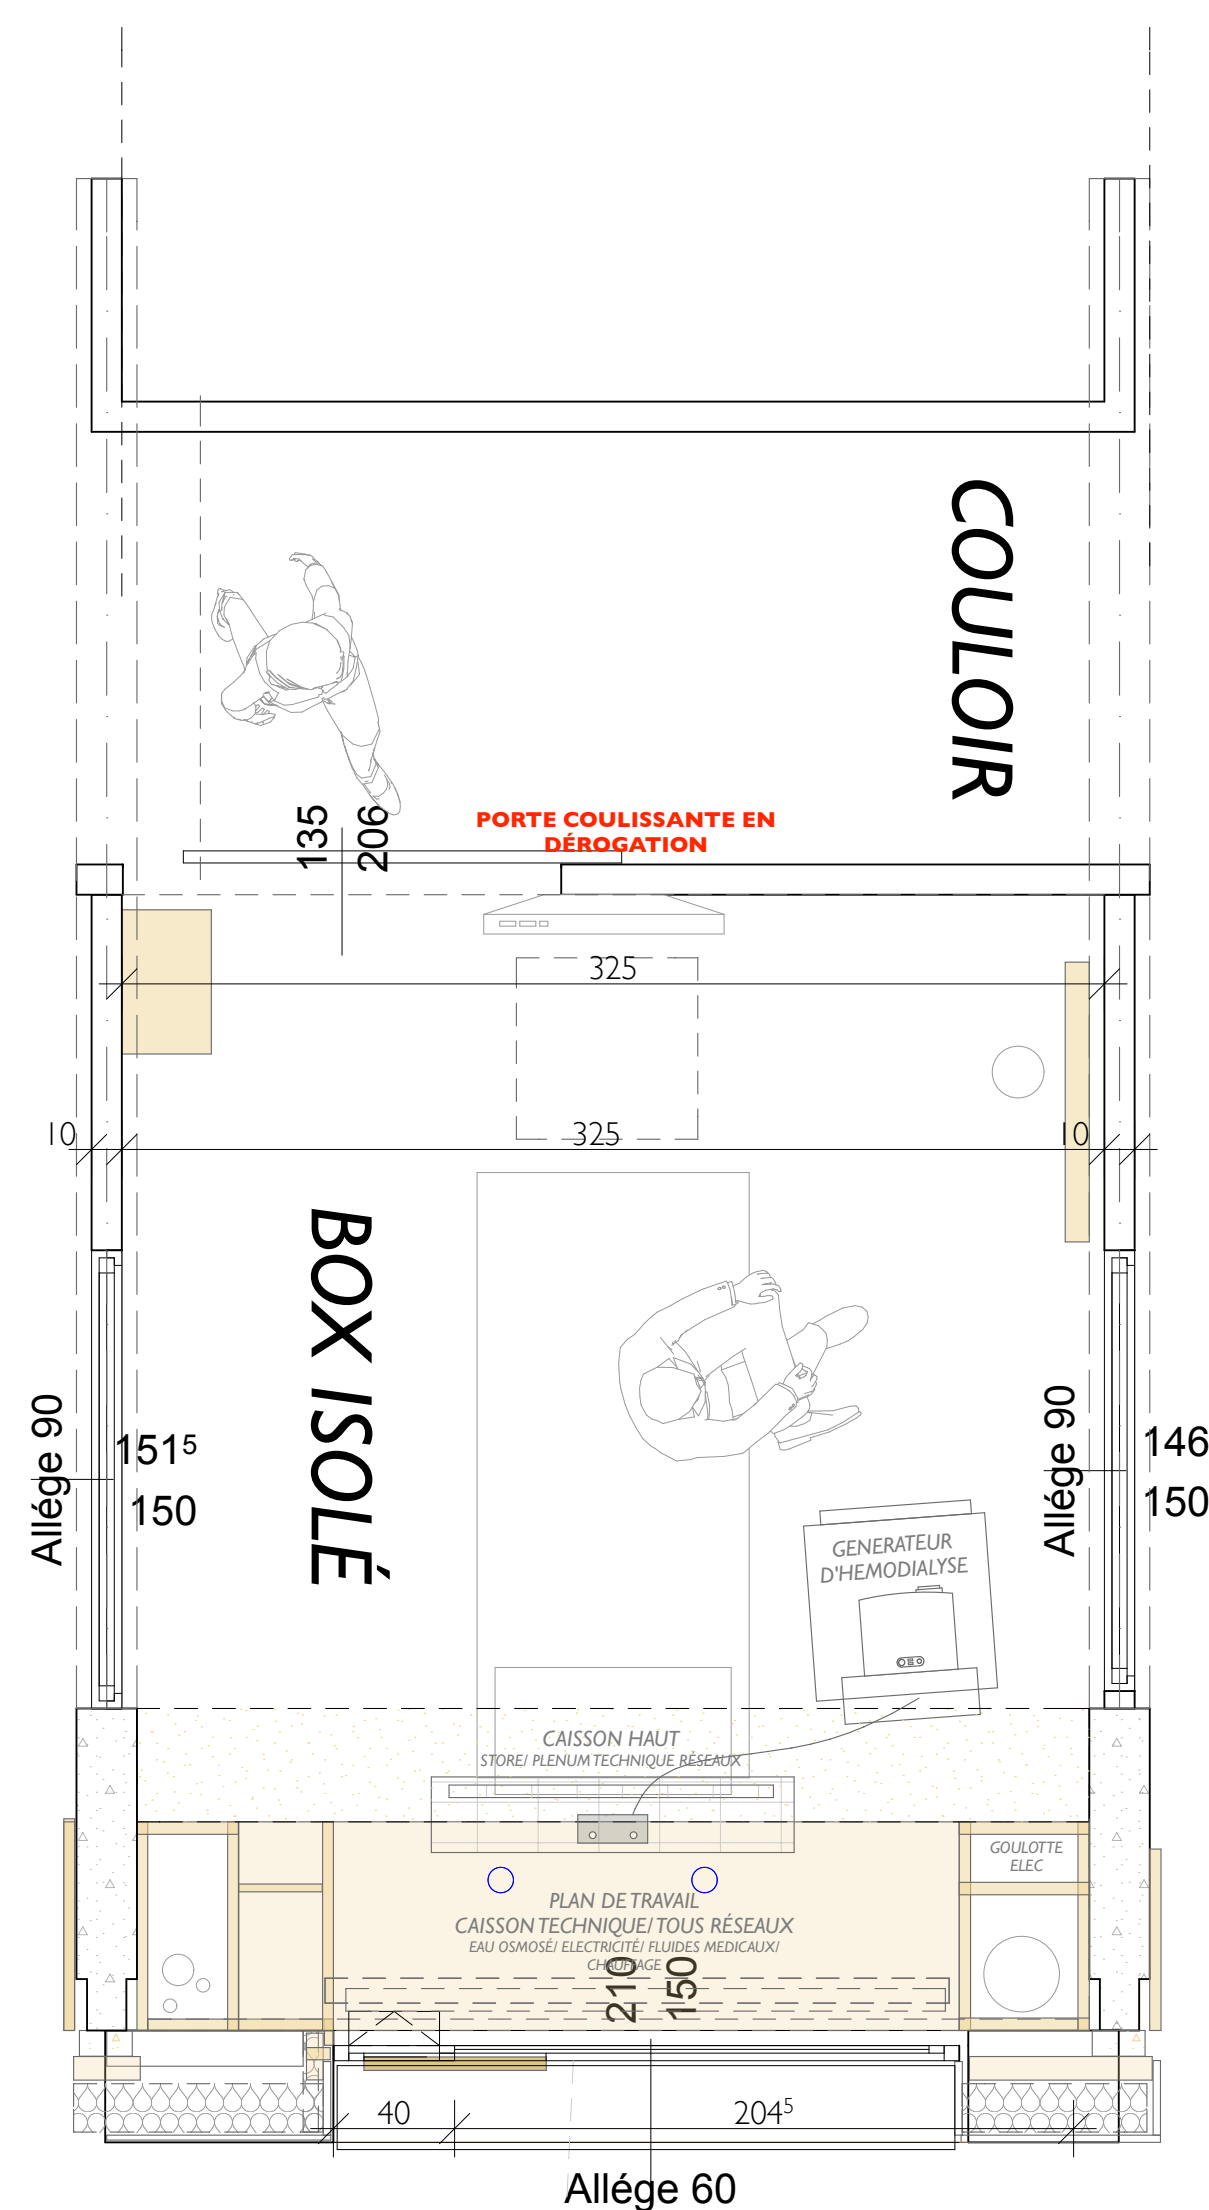 COULOIR
135
206
PORTE COULISSANTE EN
DÉROGATION
325
10
325
10
BOX ISOLÉ
Allége 90
151⁵
150
Allége 90
146
150
GENERATEUR
D'HEMODIALYSE
CAISSON HAUT
STORE/ PLENUM TECHNIQUE RÉSEAUX
GOULOTTE
ELEC
PLAN DE TRAVAIL
CAISSON TECHNIQUE/ TOUS RÉSEAUX
EAU OSMOSÉ/ ELECTRICITÉ/ FLUIDES MEDICAUX/
CHAUFFAGE
210
150
40
204⁵
Allége 60